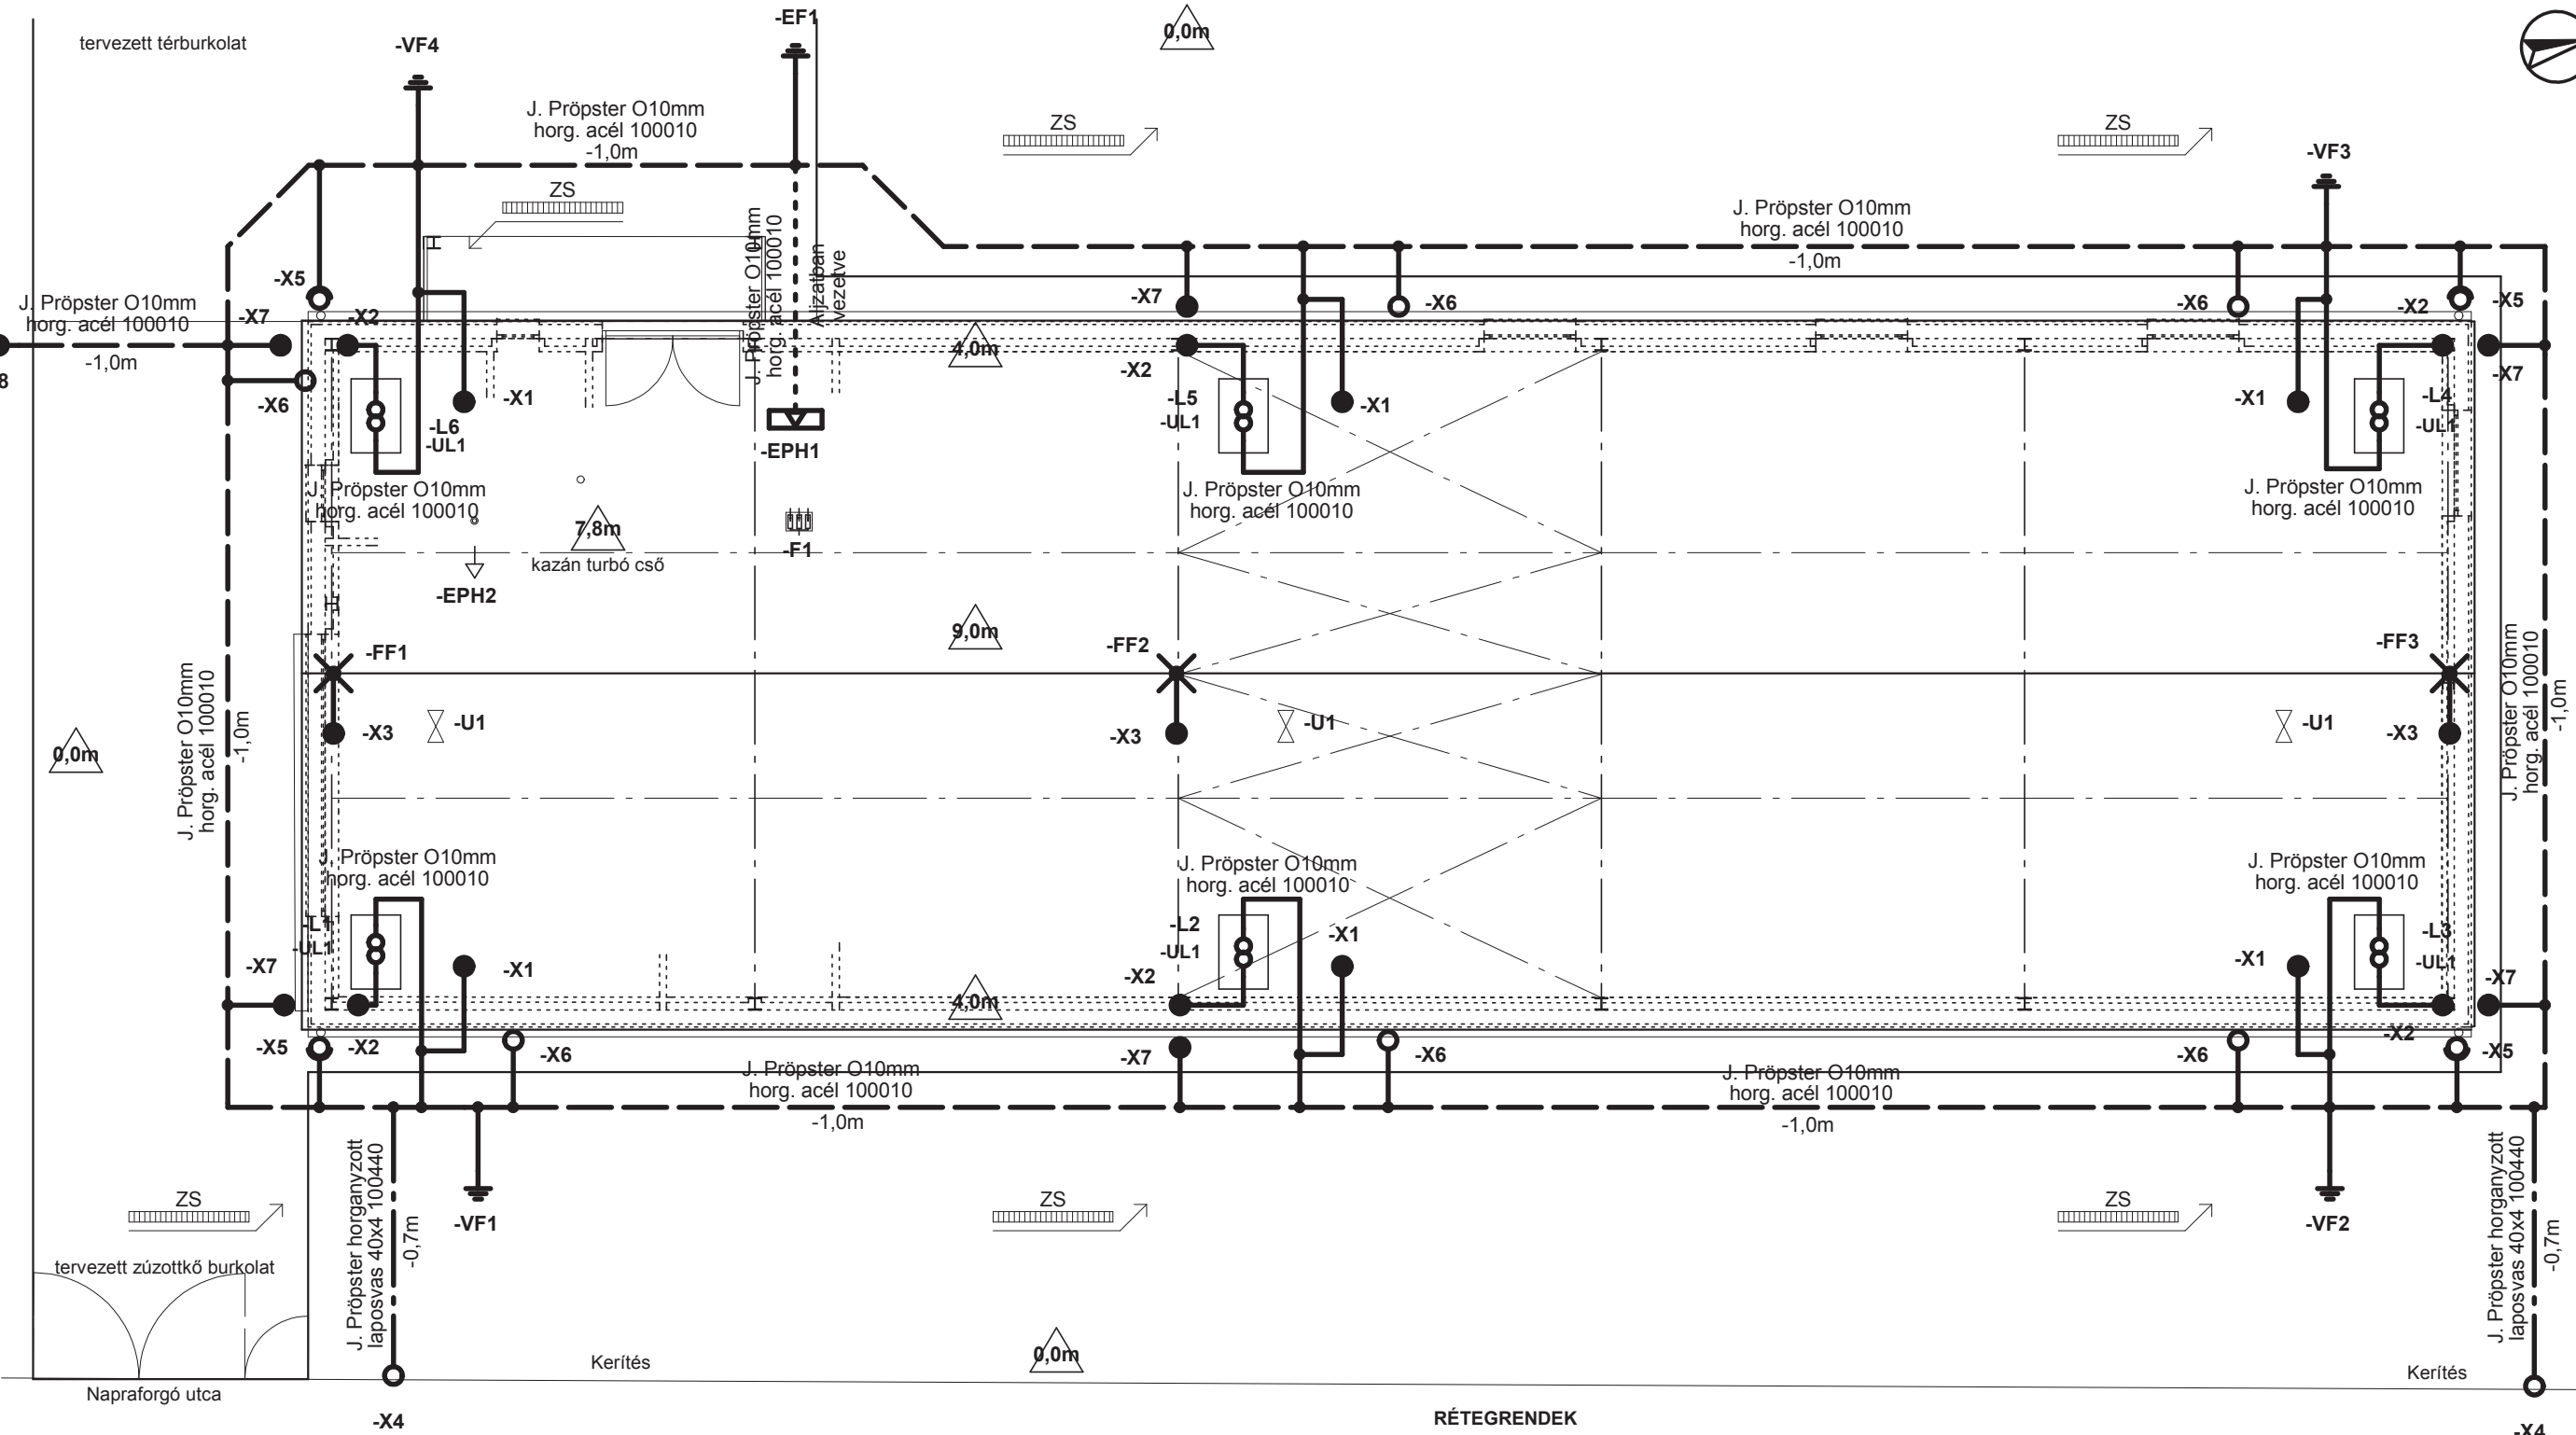 -EF1
0,0m
tervezett térburkolat
-VF4
J. Pröpster O10mm
horg. acél 100010
-1,0m
ZS
ZS
-VF3
ZS
J. Pröpster O10mm
horg. acél 100010
-1,0m
J. Pröpster O10mm
horg. acél 100010
Aljzatban
vezetve
-X5
J. Pröpster O10mm
horg. acél 100010
-1,0m
8
-X7
-X2
-X6
-X7
-X6
-X6
-X2
-X5
4,0m
-X2
-X7
-X1
-L6
-UL1
-EPH1
-L5
-UL1
-X1
-X1
-L4
-UL1
J. Pröpster O10mm
horg. acél 100010
J. Pröpster O10mm
horg. acél 100010
J. Pröpster O10mm
horg. acél 100010
7,8m
kazán turbó cső
-F1
-EPH2
9,0m
-FF1
-FF2
-FF3
J. Pröpster O10mm
horg. acél 100010
-1,0m
0,0m
-X3
-U1
-X3
-U1
-U1
-X3
J. Pröpster O10mm
horg. acél 100010
-1,0m
J. Pröpster O10mm
horg. acél 100010
J. Pröpster O10mm
horg. acél 100010
J. Pröpster O10mm
horg. acél 100010
-L1
-UL1
-X7
-X1
-L2
-UL1
-X1
-X2
-X1
-L3
-UL1
-X7
4,0m
-X5
-X2
-X6
-X7
-X6
-X6
-X2
-X5
J. Pröpster O10mm
horg. acél 100010
-1,0m
J. Pröpster O10mm
horg. acél 100010
-1,0m
ZS
J. Pröpster horganyzott
laposvas 40x4 100440
-0,7m
-VF1
ZS
ZS
-VF2
J. Pröpster horganyzott
laposvas 40x4 100440
-0,7m
tervezett zúzottkő burkolat
Kerítés
0,0m
Kerítés
Napraforgó utca
-X4
RÉTEGRENDEK
-X4